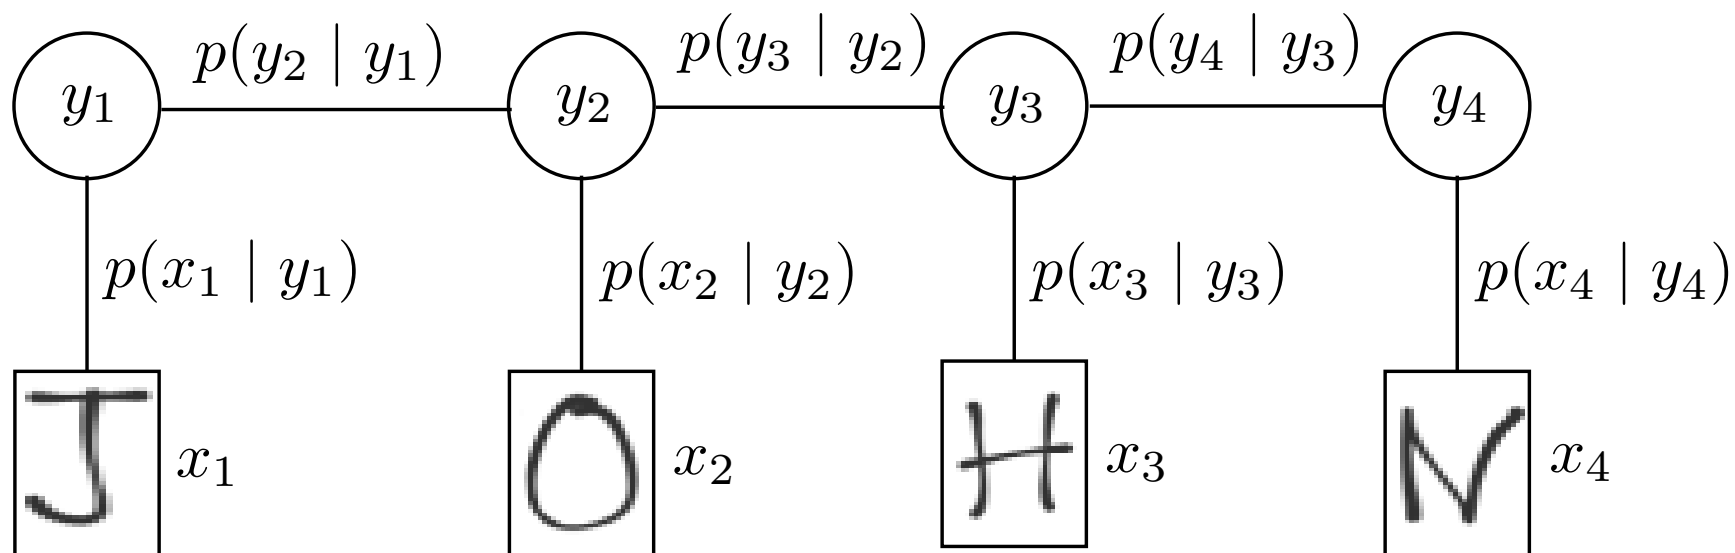 y₁ p(y₂ | y₁) y₂ p(y₃ | y₂) y₃ p(y₄ | y₃) y₄
p(x₁ | y₁) p(x₂ | y₂) p(x₃ | y₃) p(x₄ | y₄)
J x₁ O x₂ H x₃ N x₄